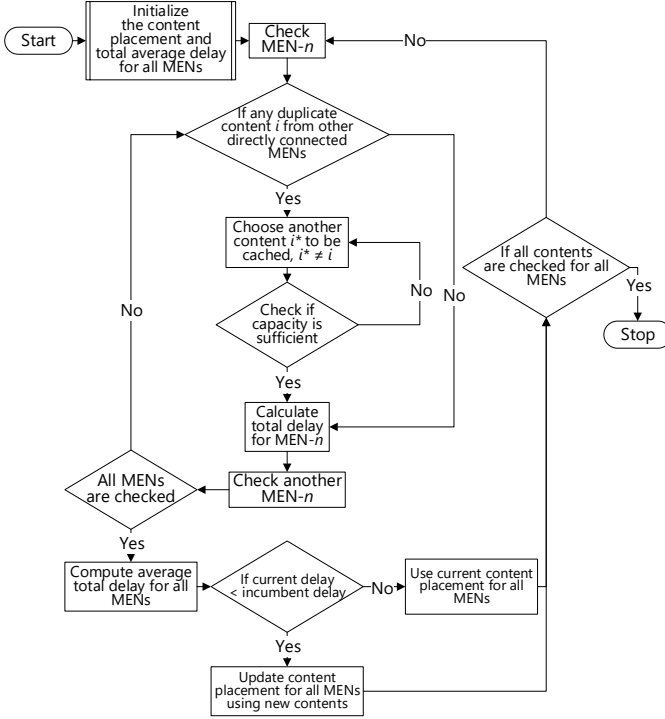 Start
Initialize
the content
placement and
total average delay
for all MENs
Check
MEN-n
No
If any duplicate
content i from other
directly connected
MENs
Yes
Choose another
content i* to be
cached, i* ≠ i
If all contents
are checked for all
MENs
No
No
No
Yes
Check if
capacity is
sufficient
Stop
Yes
Calculate
total delay
for MEN-n
All MENs
are checked
Check another
MEN-n
Yes
Compute average
total delay for all
MENs
If current delay
< incumbent delay
No
Use current content
placement for all
MENs
Yes
Update content
placement for all MENs
using new contents